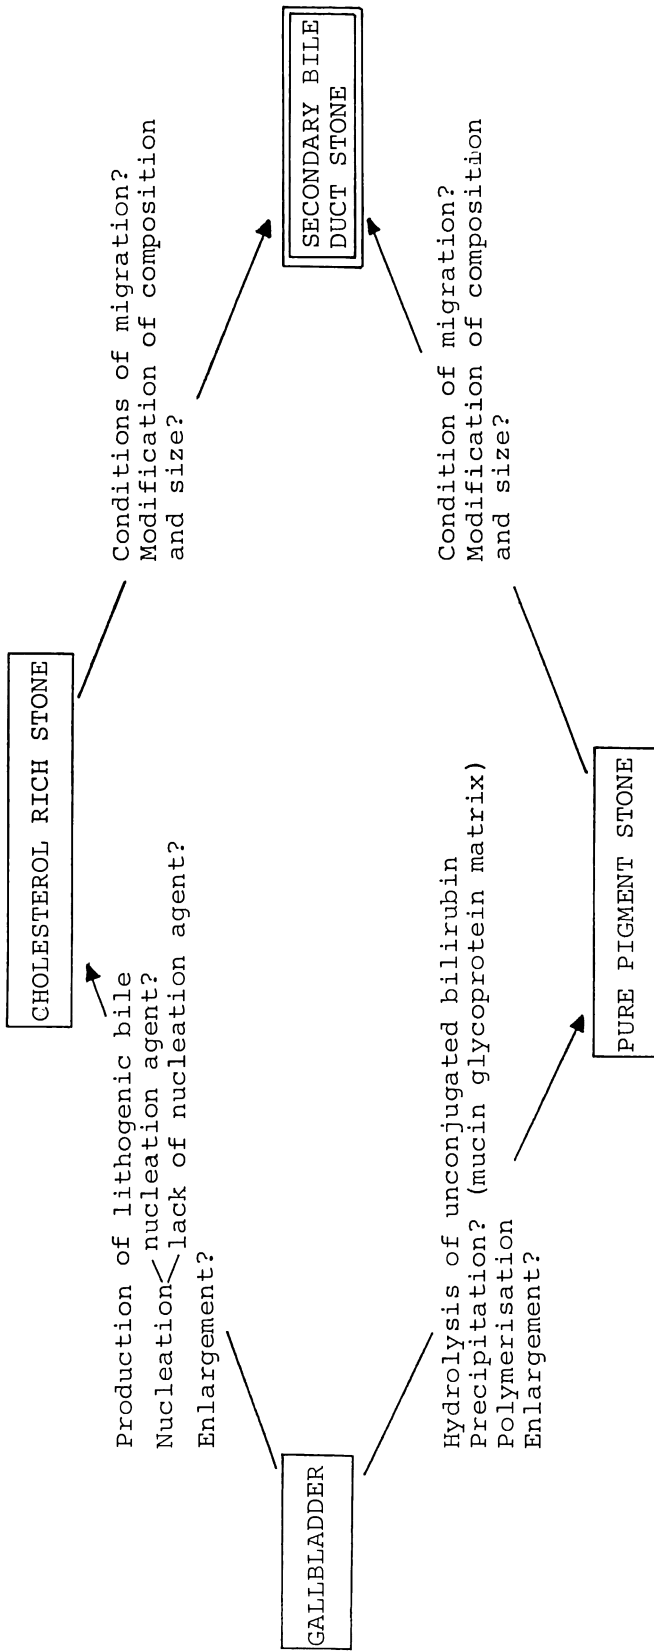 CHOLESTEROL RICH STONE
Production of lithogenic bile
nucleation agent?
Nucleation
lack of nucleation agent?
Enlargement?
Conditions of migration?
Modification of composition
and size?
GALLBLADDER
SECONDARY BILE
DUCT STONE
Hydrolysis of unconjugated bilirubin
Precipitation? (mucin glycoprotein matrix)
Polymerisation
Enlargement?
Condition of migration?
Modification of composition
and size?
PURE PIGMENT STONE